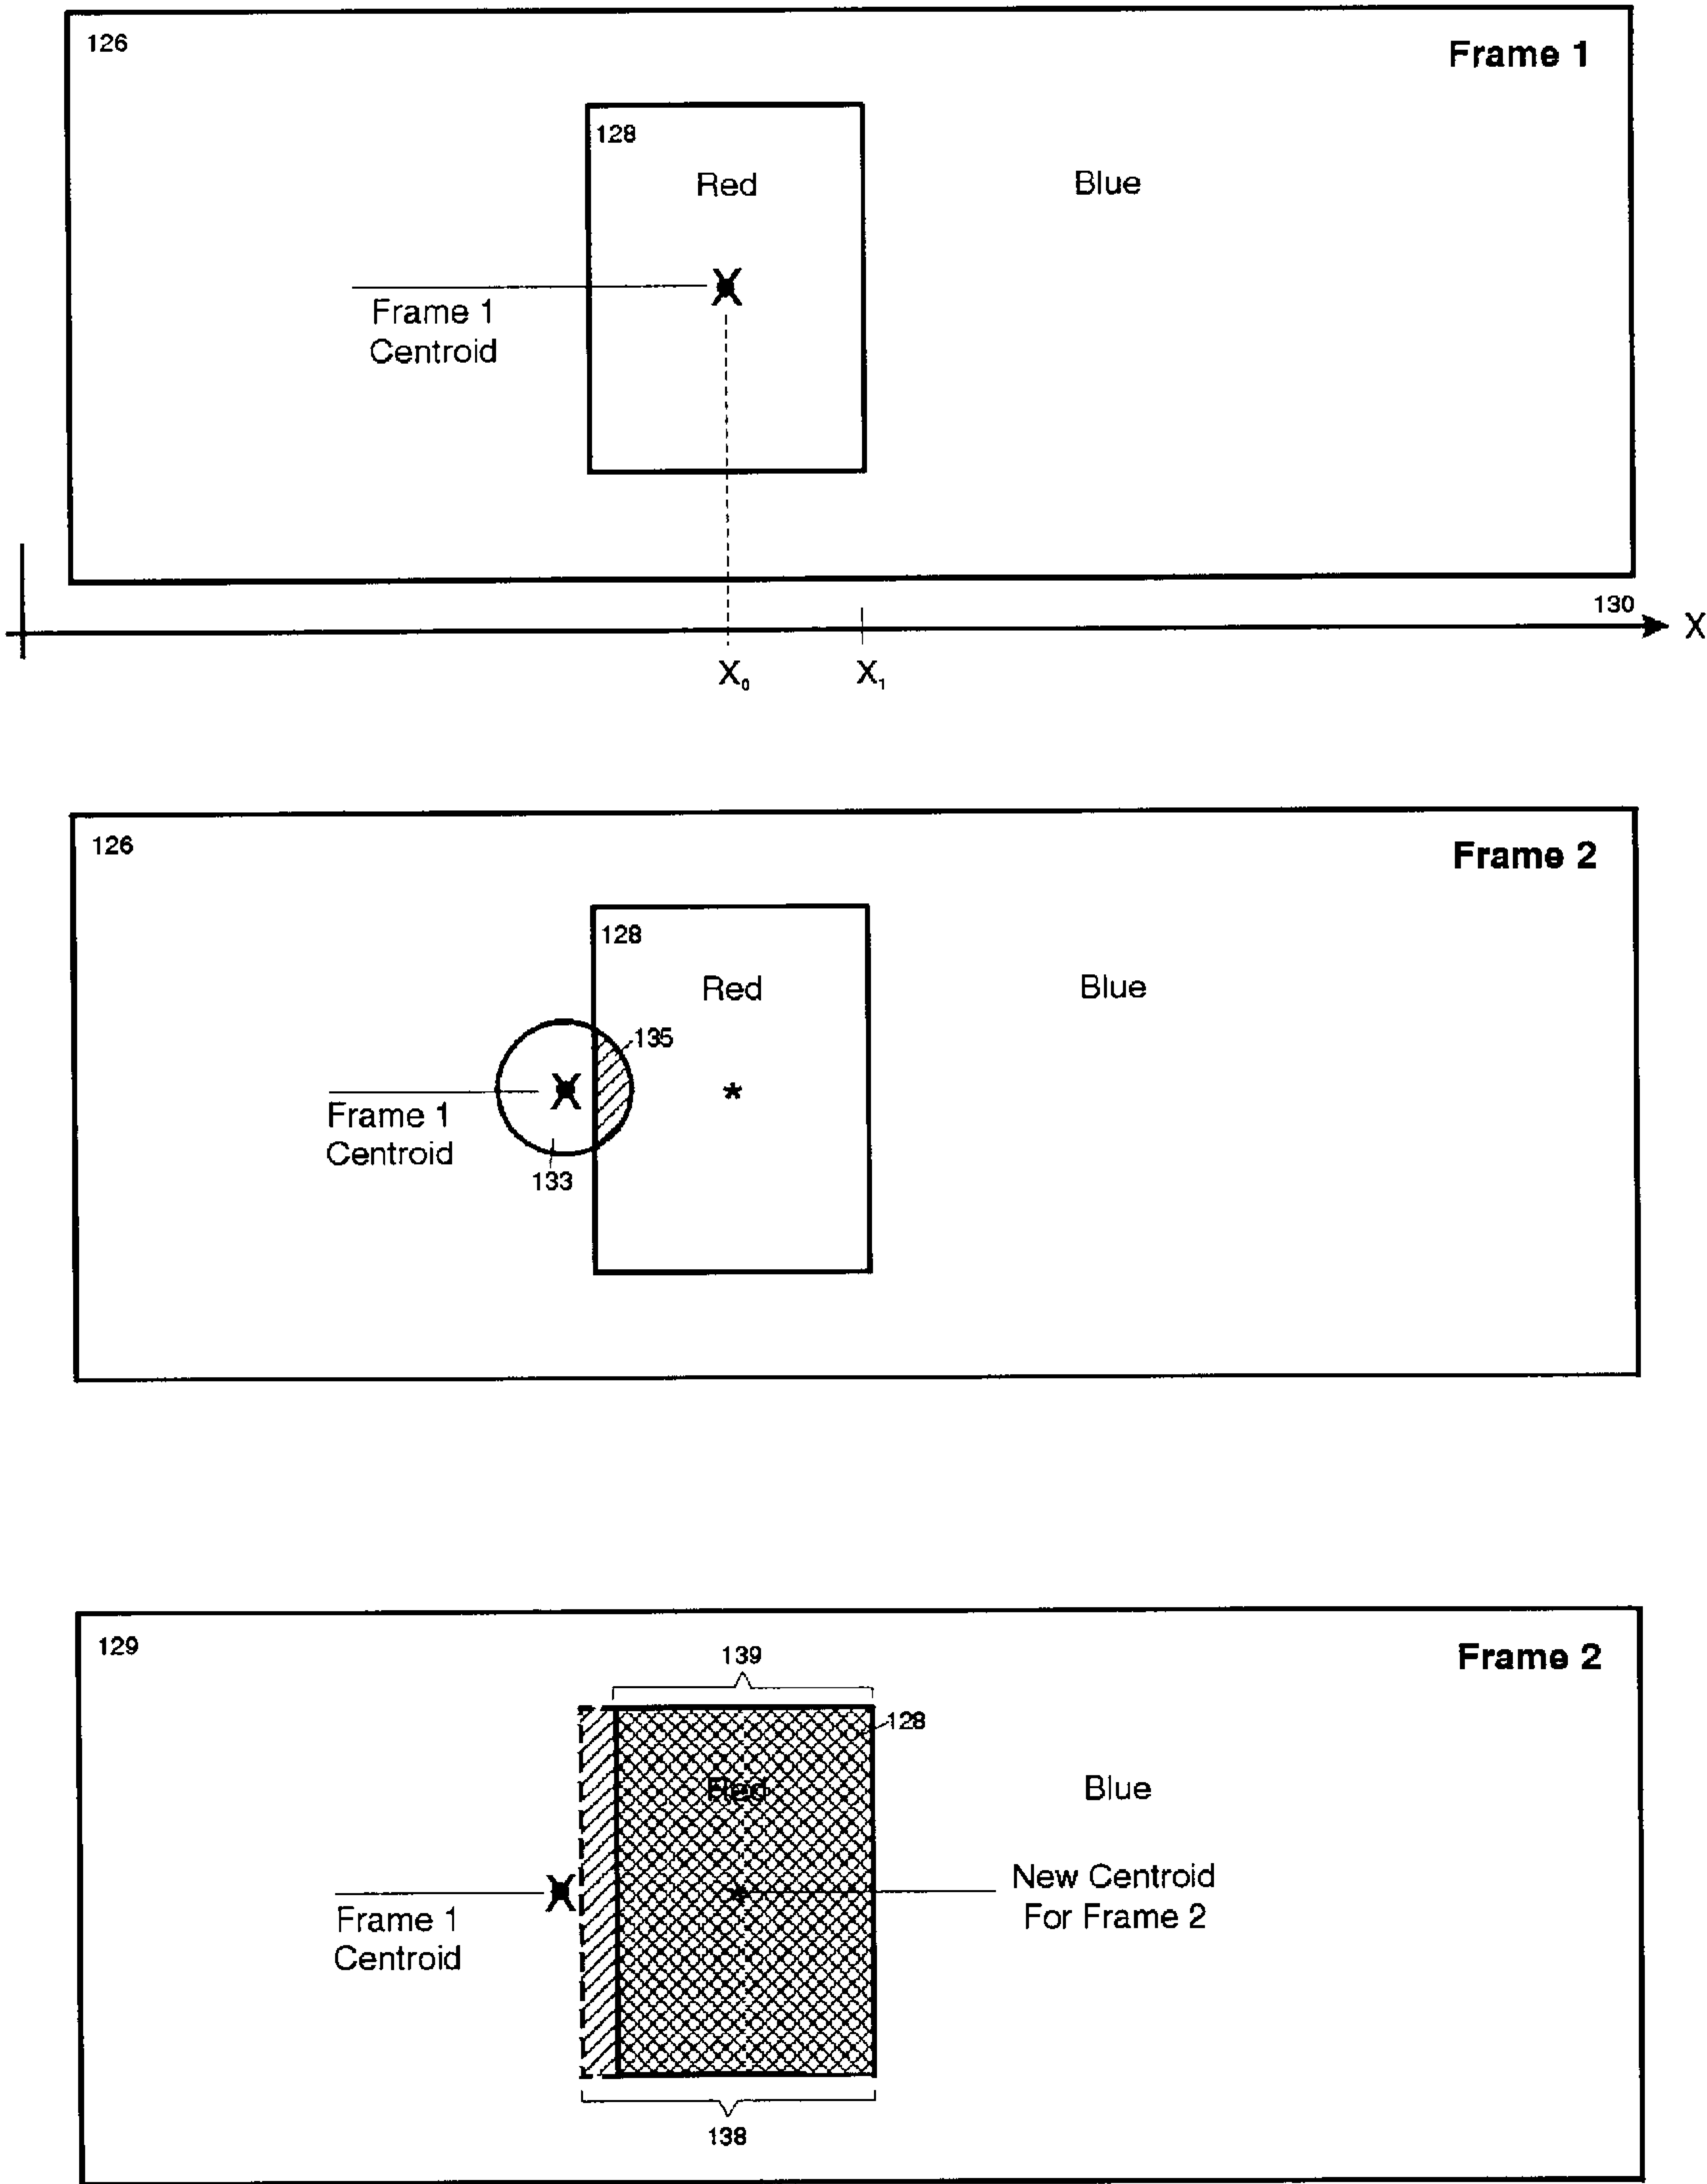 126
Frame 1
128
Red
Blue
X
Frame 1
Centroid
130
X
X₀
X₁
126
Frame 2
128
Red
Blue
135
X
*
Frame 1
Centroid
133
129
Frame 2
139
128
Red
Blue
X
*
New Centroid
For Frame 2
Frame 1
Centroid
138